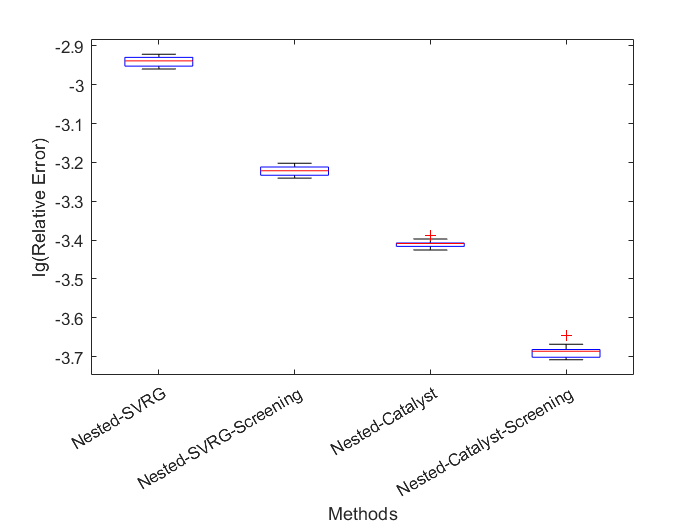 -2.9
-3
-3.1
-3.2
-3.3
-3.4
-3.5
-3.6
-3.7
lg(Relative Error)
Nested-SVRG
Nested-SVRG-Screening
Nested-Catalyst
Nested-Catalyst-Screening
Methods